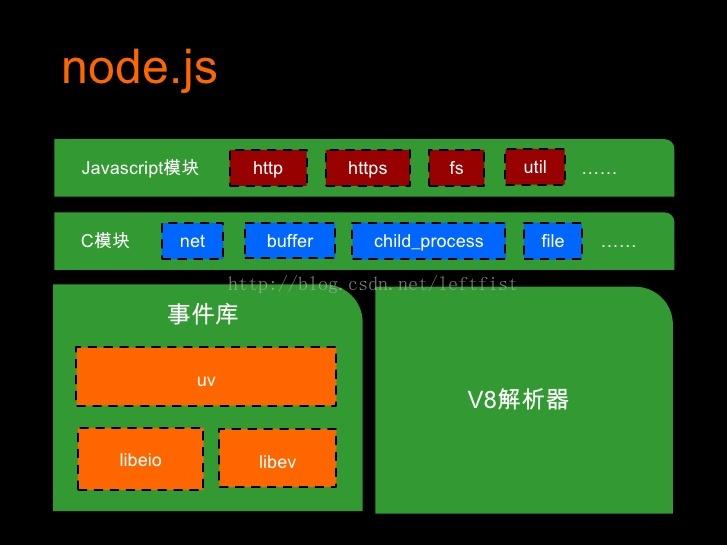 node.js
Javascript模块 http https fs util ……
C模块 net buffer child_process file ……
http://blog.csdn.net/leftfist
事件库
uv
V8解析器
libeio libev